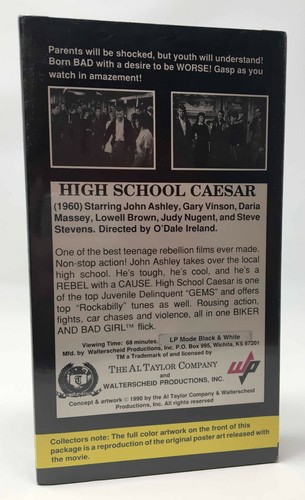 Parents will be shocked, but youth will understand!
Born BAD with a desire to be WORSE! Gasp as you
watch in amazement!
HIGH SCHOOL CAESAR
(1960) Starring John Ashley, Gary Vinson, Daria
Massey, Lowell Brown, Judy Nugent, and Steve
Stevens. Directed by O'Dale Ireland.
One of the best teenage rebellion films ever made.
Non-stop action! John Ashley takes over the local
high school. He's tough, he's cool, and he's a
REBEL with a CAUSE. High School Caesar is one
of the top Juvenile Delinquent "GEMS" and offers
top "Rockabilly" tunes as well. Rousing action,
fights, car chases and violence, all in one BIKER
AND BAD GIRL™ flick.
Viewing Time: 68 minutes. LP Mode Black & White
Mfd. by Walterscheid Productions, Inc. P.O. Box 995, Wichita, KS 67201
TM a Trademark of and licensed by
THE AL TAYLOR COMPANY
and
WALTERSCHEID PRODUCTIONS, INC.
T
WP
Concept & artwork © 1990 by the Al Taylor Company & Walterscheid
Productions, Inc. All rights reserved
Collectors note: The full color artwork on the front of this
package is a reproduction of the original poster art released with
the movie.